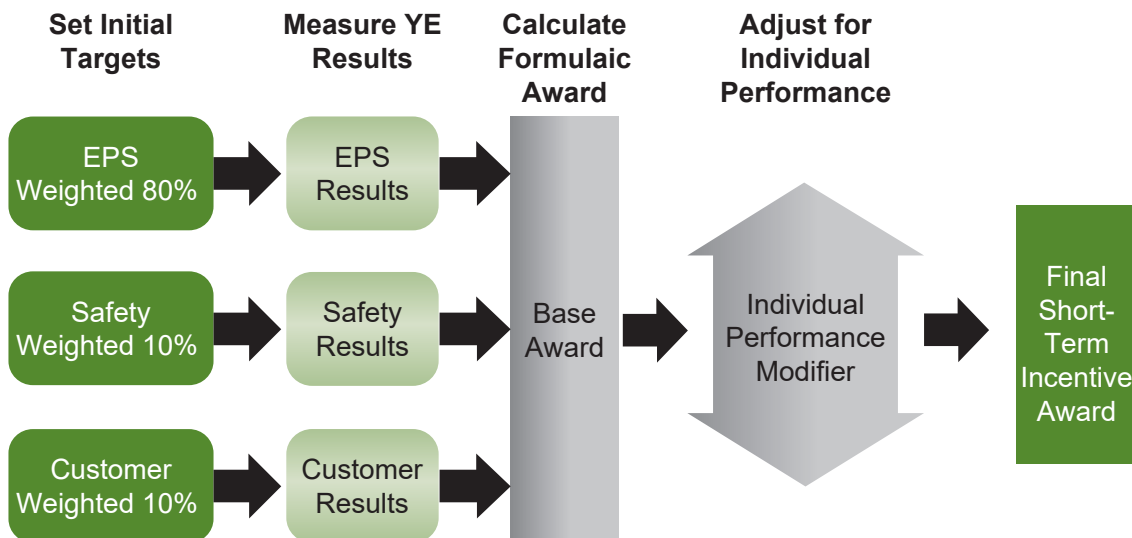 Set Initial
Targets
Measure YE
Results
Calculate
Formulaic
Award
Adjust for
Individual
Performance
EPS
Weighted 80%
EPS
Results
Safety
Weighted 10%
Safety
Results
Customer
Weighted 10%
Customer
Results
Base
Award
Individual
Performance
Modifier
Final
Short-
Term
Incentive
Award